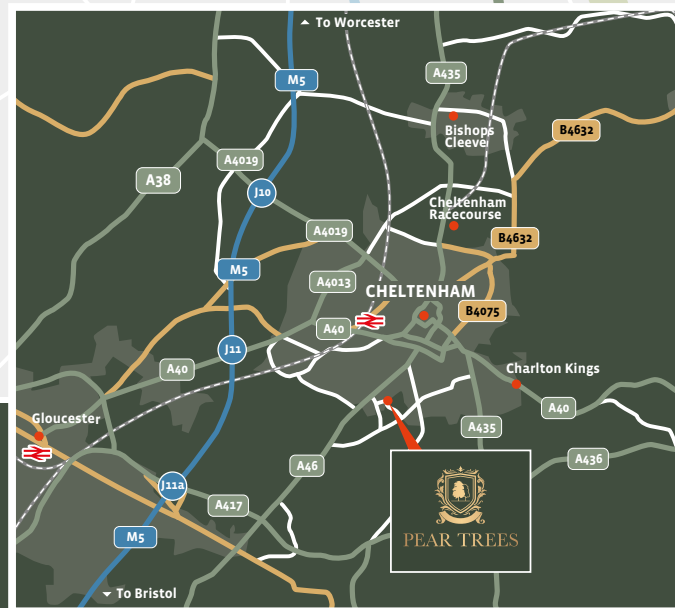 To Worcester
M5
A435
Bishops
Cleeve
B4632
A4019
A38
J10
Cheltenham
Racecourse
A4019
B4632
M5
A4013
CHELTENHAM
B4075
A40
J11
A40
Charlton Kings
A40
Gloucester
A435
A46
A436
J11a
A417
PEAR TREES
M5
To Bristol